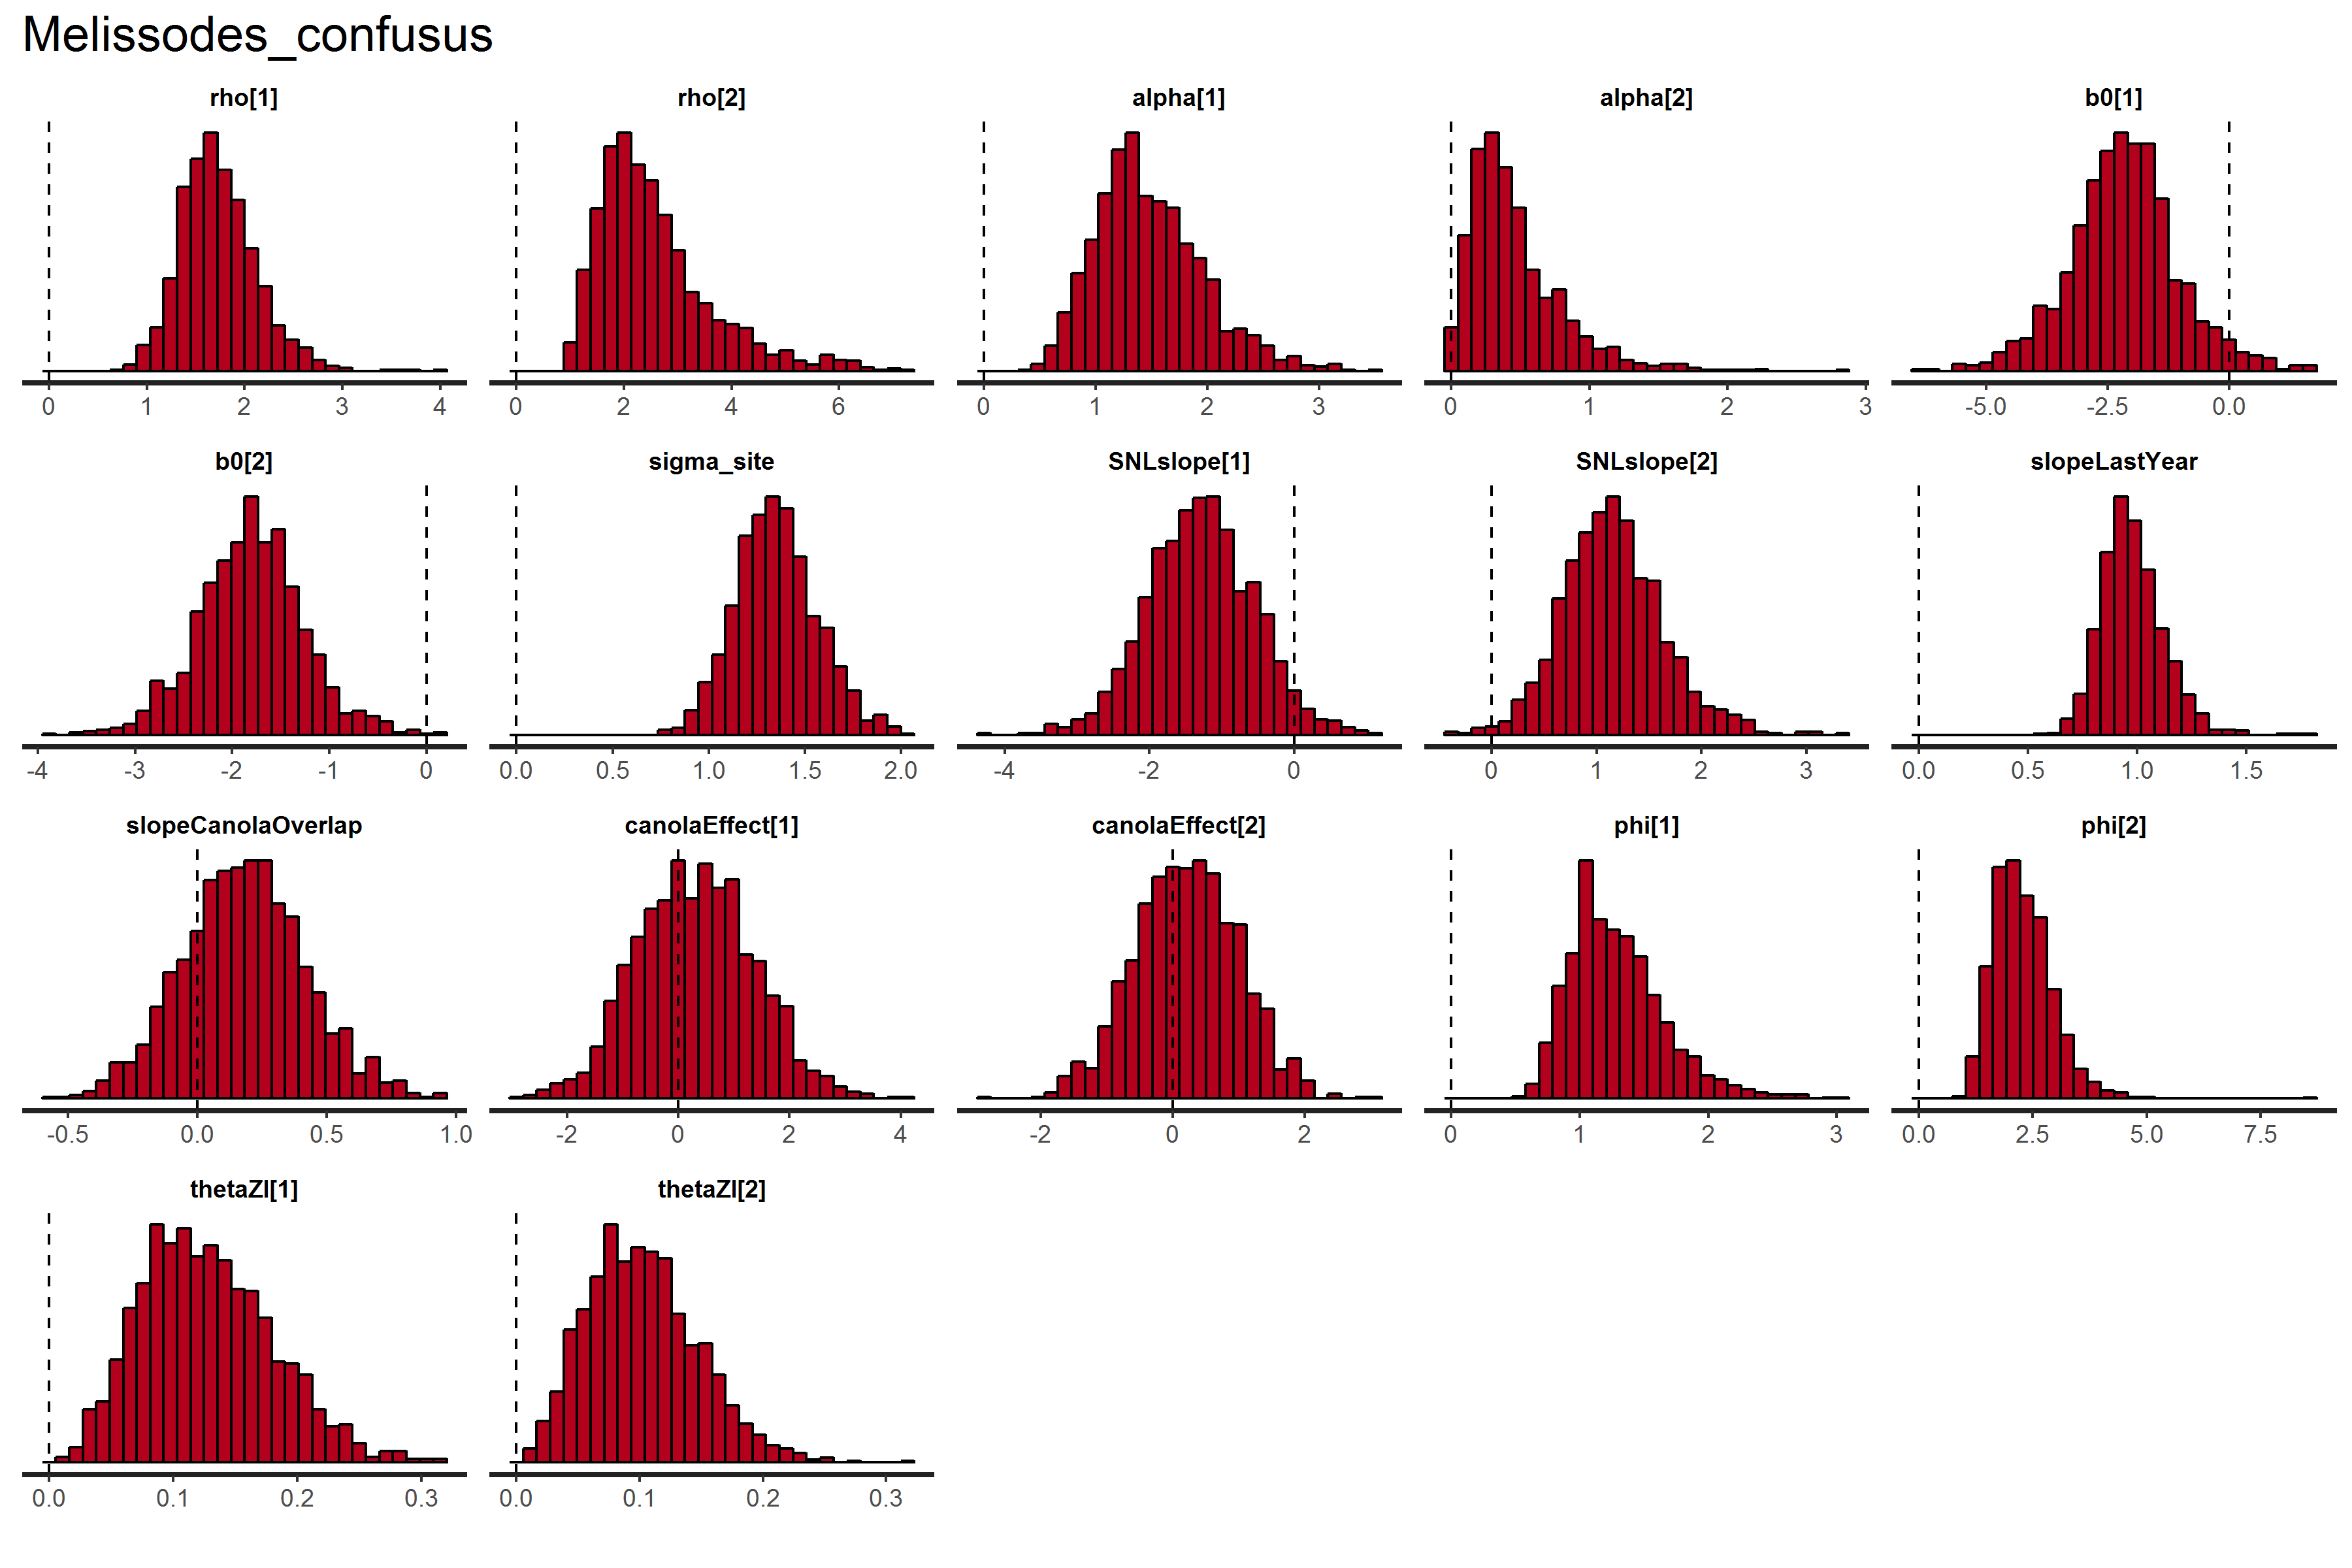 Melissodes_confusus
rho[1] rho[2] alpha[1] alpha[2] b0[1]
0 1 2 3 4 0 2 4 6 0 1 2 3 0 1 2 3 -5.0 -2.5 0.0
b0[2] sigma_site SNLslope[1] SNLslope[2] slopeLastYear
-4 -3 -2 -1 0 0.0 0.5 1.0 1.5 2.0 -4 -2 0 0 1 2 3 0.0 0.5 1.0 1.5
slopeCanolaOverlap canolaEffect[1] canolaEffect[2] phi[1] phi[2]
-0.5 0.0 0.5 1.0 -2 0 2 4 -2 0 2 0 1 2 3 0.0 2.5 5.0 7.5
thetaZI[1] thetaZI[2]
0.0 0.1 0.2 0.3 0.0 0.1 0.2 0.3